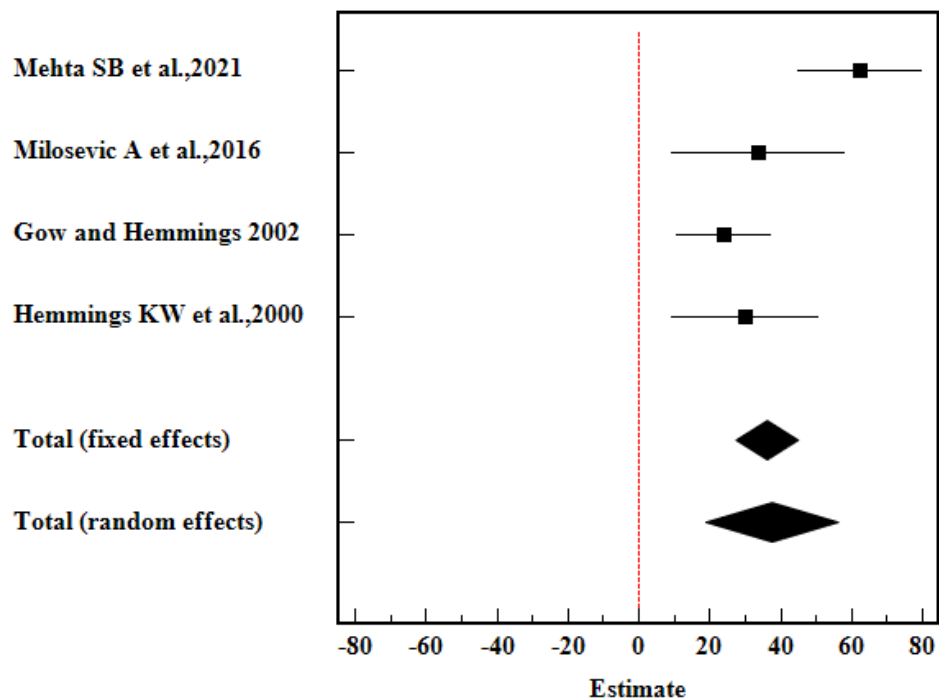 Mehta SB et al.,2021
Milosevic A et al.,2016
Gow and Hemmings 2002
Hemmings KW et al.,2000
Total (fixed effects)
Total (random effects)
-80 -60 -40 -20 0 20 40 60 80
Estimate